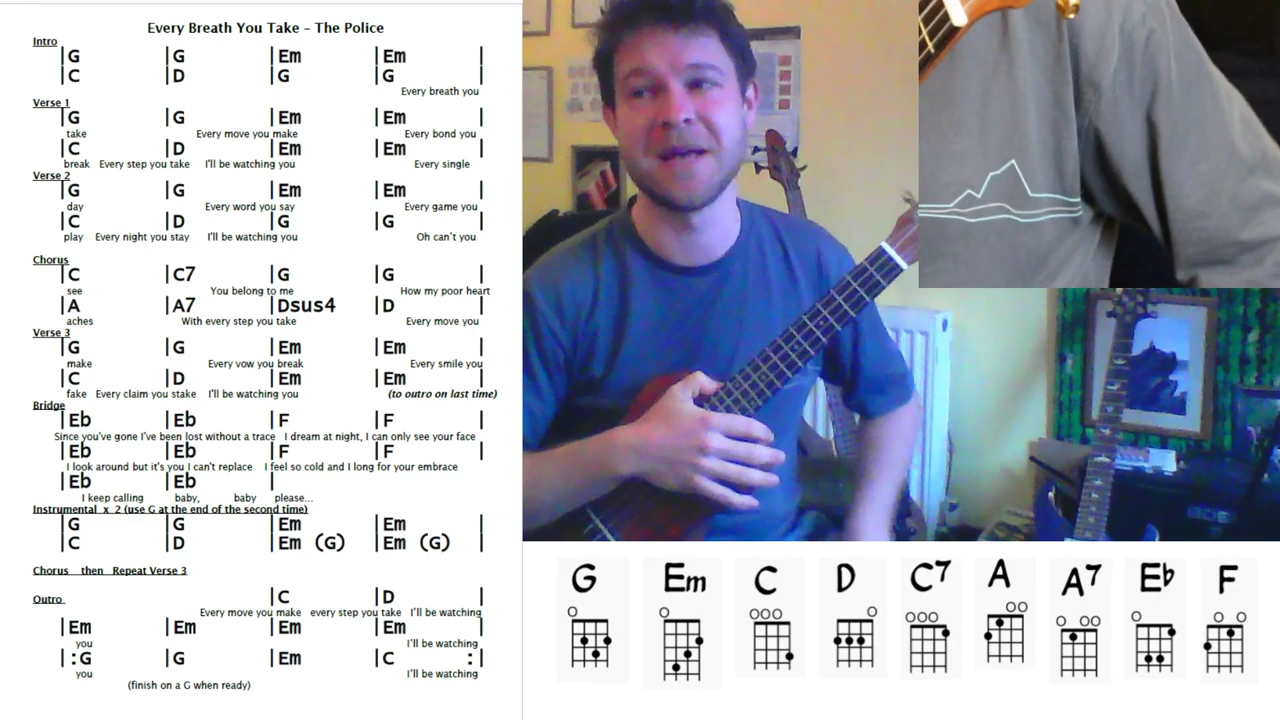 Every Breath You Take – The Police
Intro
|G |G |Em |Em |
|C |D |G |G |
Every breath you
Verse 1
|G |G |Em |Em |
take Every move you make Every bond you
|C |D |Em |Em |
break Every step you take I'll be watching you Every single
Verse 2
|G |G |Em |Em |
day Every word you say Every game you
|C |D |G |G |
play Every night you stay I'll be watching you Oh can't you
Chorus
|C |C7 |G |G |
see You belong to me How my poor heart
|A |A7 |Dsus4 |D |
aches With every step you take Every move you
Verse 3
|G |G |Em |Em |
make Every vow you break Every smile you
|C |D |Em |Em |
fake Every claim you stake I'll be watching you (to outro on last time)
Bridge
|Eb |Eb |F |F |
Since you've gone I've been lost without a trace I dream at night, I can only see your face
|Eb |Eb |F |F |
I look around but it's you I can't replace I feel so cold and I long for your embrace
|Eb |Eb |
I keep calling baby, baby please...
Instrumental x 2 (use G at the end of the second time)
|G |G |Em |Em |
|C |D |Em (G) |Em (G) |
Chorus then Repeat Verse 3
Outro |C |D |
Every move you make every step you take I'll be watching
|Em |Em |Em |Em |
you I'll be watching
|:G |G |Em |C :|
you I'll be watching
(finish on a G when ready)
G Em C D C7 A A7 Eb F